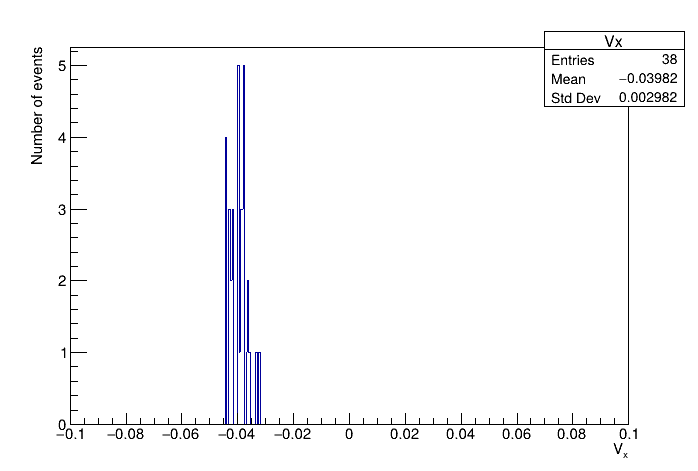 Vx
Entries 38
Mean −0.03982
Std Dev 0.002982
Number of events
5
4
3
2
1
0
−0.1 −0.08 −0.06 −0.04 −0.02 0 0.02 0.04 0.06 0.08 0.1
Vx